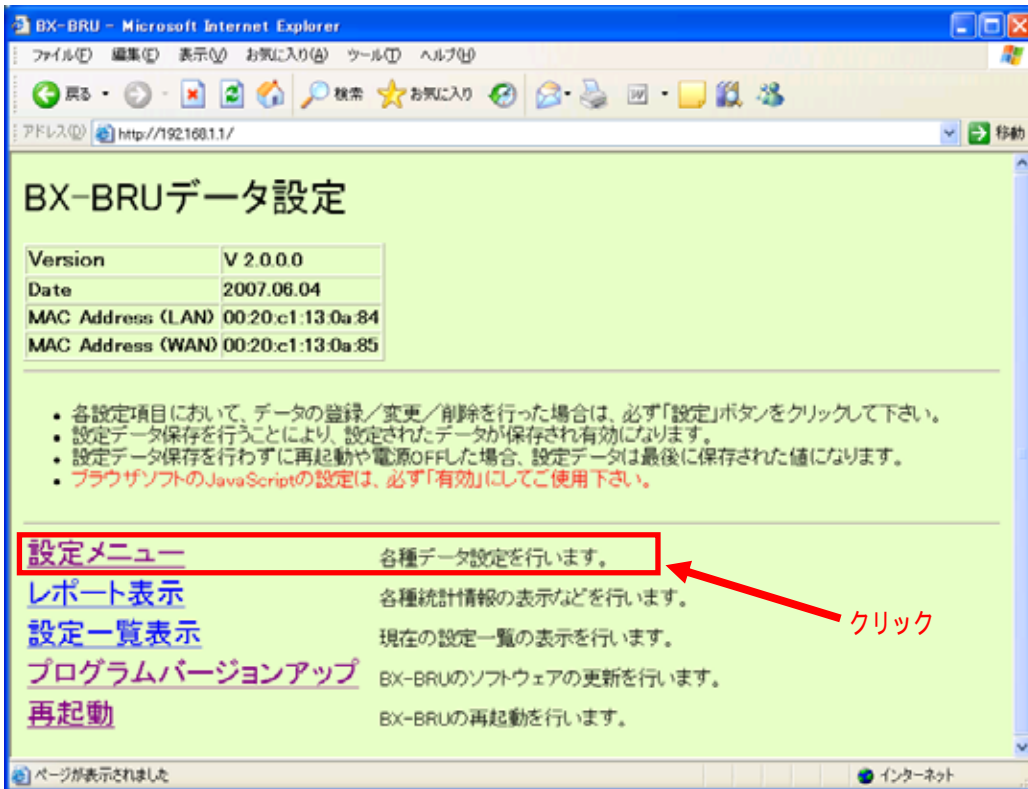 BX-BRU - Microsoft Internet Explorer
ファイル(F) 編集(E) 表示(V) お気に入り(A) ツール(T) ヘルプ(H)
戻る 検索 お気に入り
アドレス(D) http://192.168.1.1/ 移動
BX-BRUデータ設定
Version V 2.0.0.0
Date 2007.06.04
MAC Address (LAN) 00:20:c1:13:0a:84
MAC Address (WAN) 00:20:c1:13:0a:85
• 各設定項目において、データの登録／変更／削除を行った場合は、必ず「設定」ボタンをクリックして下さい。
• 設定データ保存を行うことにより、設定されたデータが保存され有効になります。
• 設定データ保存を行わずに再起動や電源OFFした場合、設定データは最後に保存された値になります。
• ブラウザソフトのJavaScriptの設定は、必ず「有効」にしてご使用下さい。
設定メニュー 各種データ設定を行います。
レポート表示 各種統計情報の表示などを行います。
クリック
設定一覧表示 現在の設定一覧の表示を行います。
プログラムバージョンアップ BX-BRUのソフトウェアの更新を行います。
再起動 BX-BRUの再起動を行います。
ページが表示されました インターネット